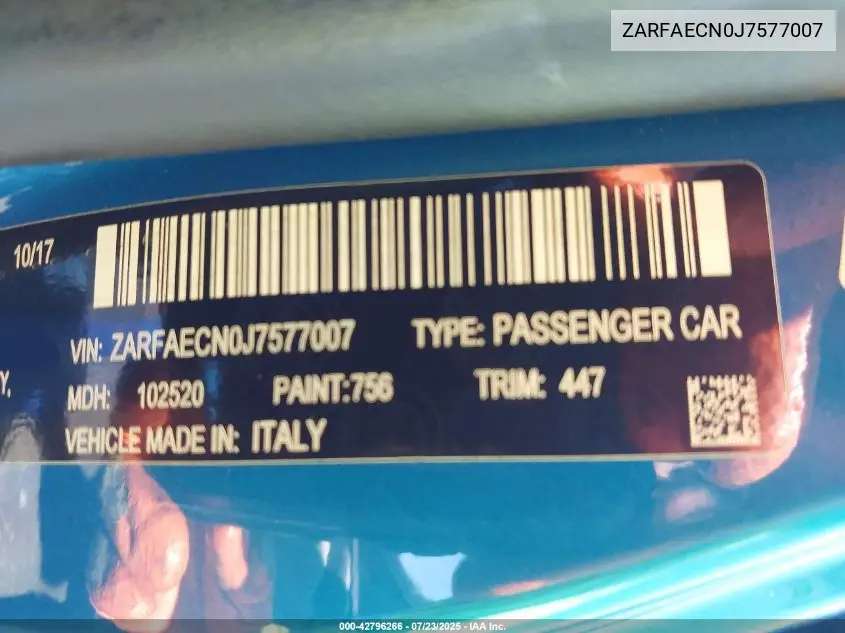 ZARFAECN0J7577007
10/17
VIN: ZARFAECN0J7577007 TYPE: PASSENGER CAR
Y, MDH: 102520 PAINT:756 TRIM: 447
VEHICLE MADE IN: ITALY
000-42796266 - 07/23/2025 - IAA Inc.